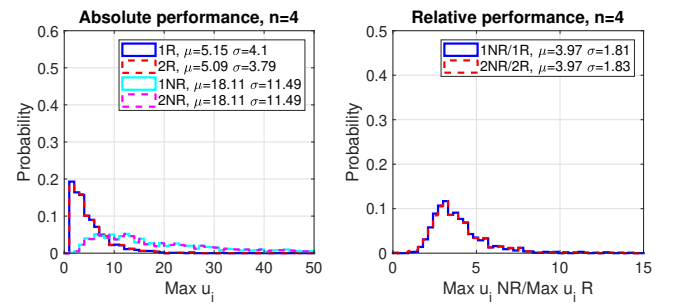 Absolute performance, n=4
0.6
0.5
0.4
0.3
0.2
0.1
0
Probability
1R, μ=5.15 σ=4.1
2R, μ=5.09 σ=3.79
1NR, μ=18.11 σ=11.49
2NR, μ=18.11 σ=11.49
0 10 20 30 40 50
Max u_i
Relative performance, n=4
0.5
0.4
0.3
0.2
0.1
0
Probability
1NR/1R, μ=3.97 σ=1.81
2NR/2R, μ=3.97 σ=1.83
0 5 10 15
Max u_i NR/Max u_i R